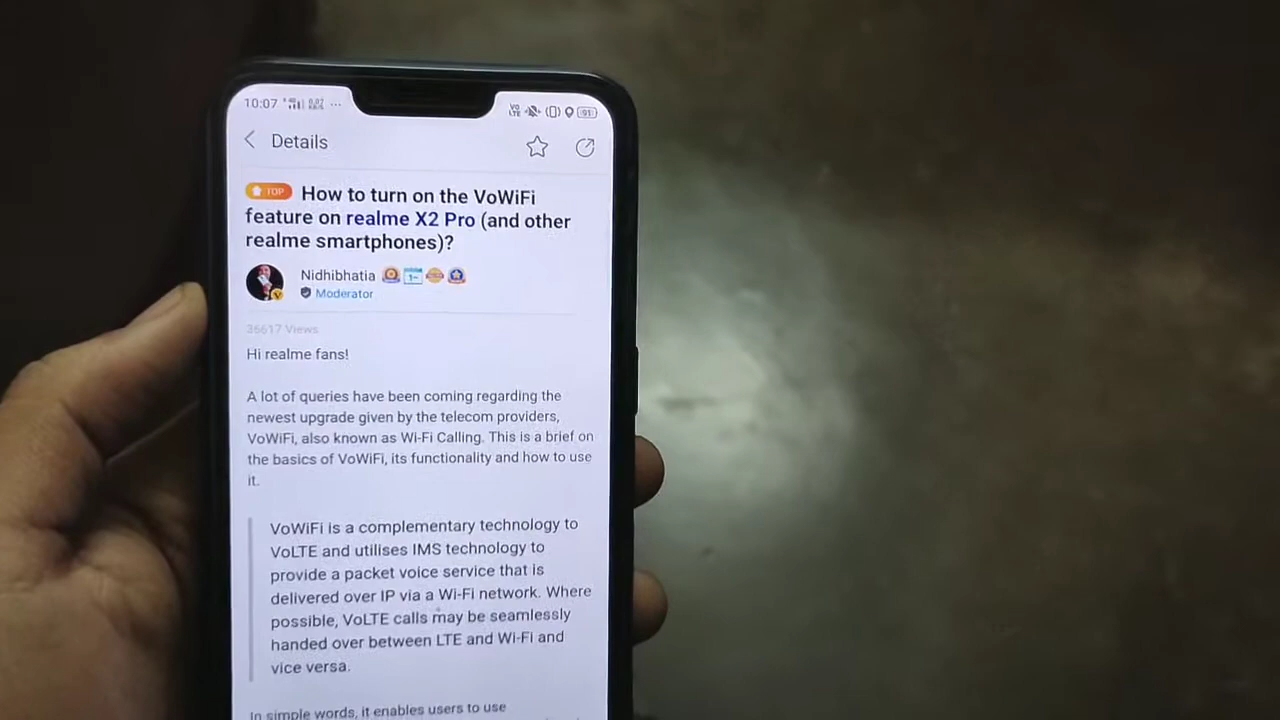 10:07
VO
LTE
91
Details
TOP How to turn on the VoWiFi
feature on realme X2 Pro (and other
realme smartphones)?
Nidhibhatia
Moderator
36617 Views
Hi realme fans!
A lot of queries have been coming regarding the
newest upgrade given by the telecom providers,
VoWiFi, also known as Wi-Fi Calling. This is a brief on
the basics of VoWiFi, its functionality and how to use
it.
VoWiFi is a complementary technology to
VoLTE and utilises IMS technology to
provide a packet voice service that is
delivered over IP via a Wi-Fi network. Where
possible, VoLTE calls may be seamlessly
handed over between LTE and Wi-Fi and
vice versa.
In simple words, it enables users to use